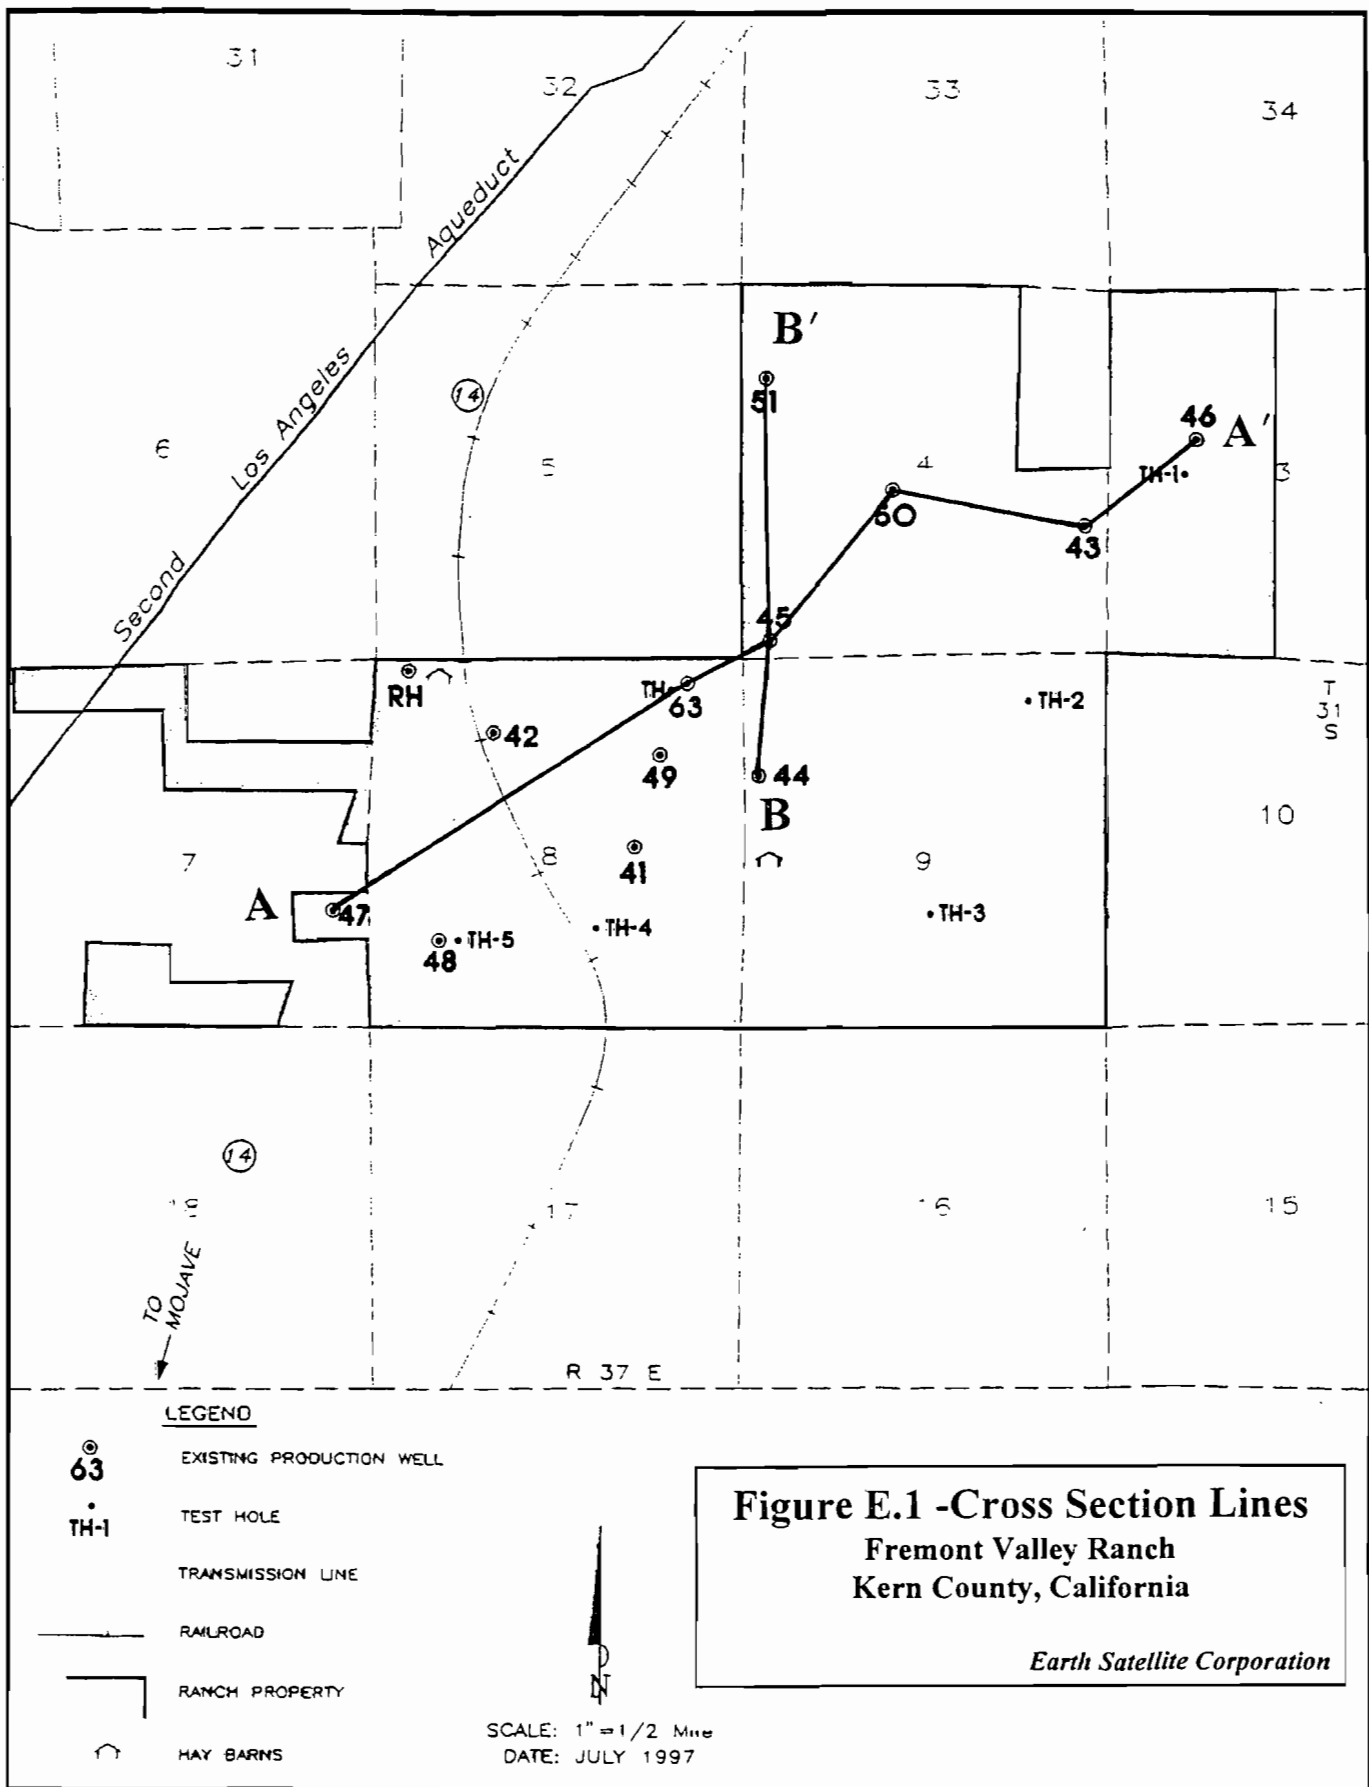 31
32
33
34
Second Los Angeles Aqueduct
14
B'
51
46
A'
6
5
4
TH-1
3
50
43
45
RH
TH
63
TH-2
T
31
S
42
49
44
B
10
7
8
9
41
A
47
48
TH-5
TH-4
TH-3
14
18
17
16
15
TO
MOJAVE
R 37 E
LEGEND
63
EXISTING PRODUCTION WELL
TH-1
TEST HOLE
TRANSMISSION LINE
RAILROAD
RANCH PROPERTY
HAY BARNS
N
SCALE: 1"=1/2 Mile
DATE: JULY 1997
Figure E.1 -Cross Section Lines
Fremont Valley Ranch
Kern County, California
Earth Satellite Corporation